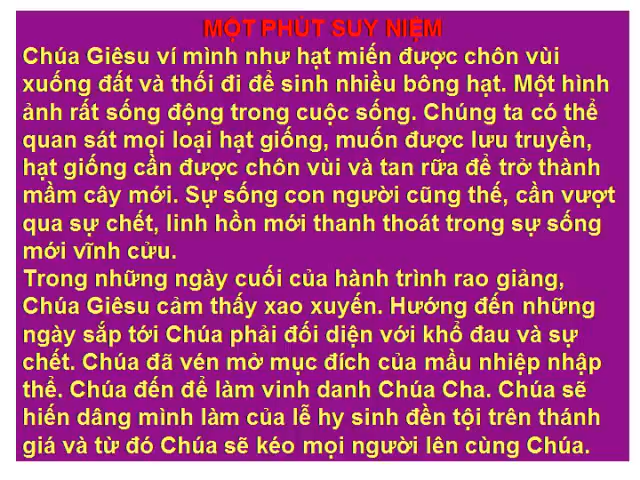 MỘT PHÚT SUY NIỆM
Chúa Giêsu ví mình như hạt miến được chôn vùi
xuống đất và thối đi để sinh nhiều bông hạt. Một hình
ảnh rất sống động trong cuộc sống. Chúng ta có thể
quan sát mọi loại hạt giống, muốn được lưu truyền,
hạt giống cần được chôn vùi và tan rữa để trở thành
mầm cây mới. Sự sống con người cũng thế, cần vượt
qua sự chết, linh hồn mới thanh thoát trong sự sống
mới vĩnh cửu.
Trong những ngày cuối của hành trình rao giảng,
Chúa Giêsu cảm thấy xao xuyến. Hướng đến những
ngày sắp tới Chúa phải đối diện với khổ đau và sự
chết. Chúa đã vén mở mục đích của mầu nhiệp nhập
thể. Chúa đến để làm vinh danh Chúa Cha. Chúa sẽ
hiến dâng mình làm của lễ hy sinh đền tội trên thánh
giá và từ đó Chúa sẽ kéo mọi người lên cùng Chúa.